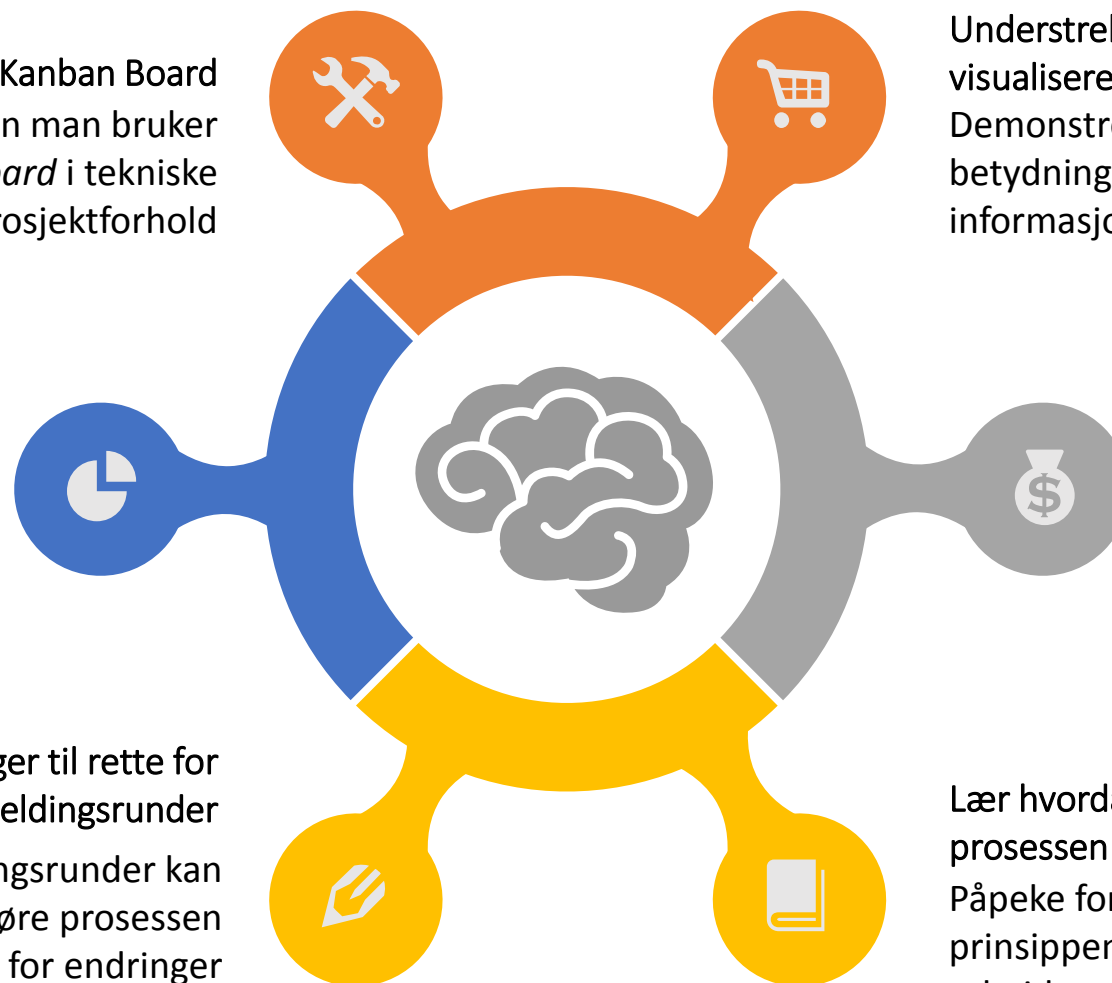 Kanban Board
n man bruker
ard i tekniske
rosjektforhold
Understrek
visualisere
Demonstre
betydning
informasjo
$
ger til rette for
eldingsrunder
ngsrunder kan
øre prosessen
for endringer
Lær hvorda
prosessen
Påpeke for
prinsippen